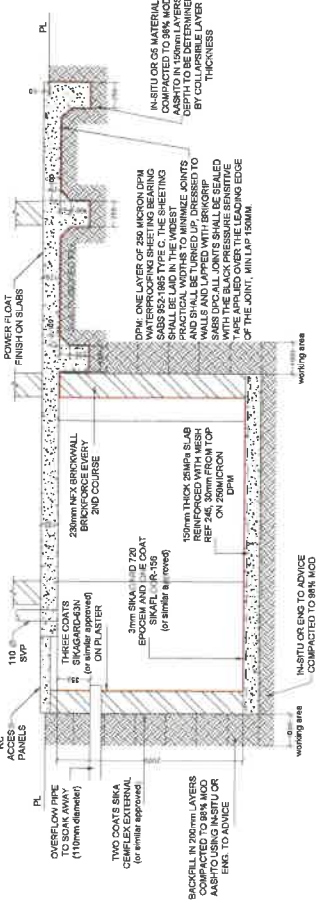 RC
ACCES
PANELS
PL
110
SVP
POWER FLOAT
FINISH ON SLABS
PL
OVERFLOW PIPE
TO SOAK AWAY
(110mm diameter)
THREE COATS
SIKAGARD-63N
(or similar approved)
ON PLASTER
230mm NFX BRICKWALL
BRICKFORCE EVERY
2ND COURSE
3mm SIKAGARD 720
EPOCEM AND ONE COAT
SIKAFLOOR-156
(or similar approved)
TWO COATS SIKA
CEMFLEX EXTERNAL
(or similar approved)
150mm THICK 25MPa SLAB
REINFORCED WITH MESH
REF 245, 30mm FROM TOP
ON 250MICRON
DPM
BACKFILL IN 200mm LAYERS
COMPACTED TO 98% MOD
AASHTO USING IN-SITU OR
ENG. TO ADVICE
working area
IN-SITU OR ENG TO ADVICE
COMPACTED TO 98% MOD
working area
DPM: ONE LAYER OF 250 MICRON DPM
WATERPROOFING SHEETING BEARING
SABS 952-1985 TYPE C. THE SHEETING
SHALL BE LAID IN THE WIDEST
PRACTICAL WIDTHS TO MINIMIZE JOINTS
AND SHALL BE TURNED UP, DRESSED TO
WALLS AND LAPPED WITH BRIKGRIP
SABS DPC.ALL JOINTS SHALL BE SEALED
WITH THE BLACK PRESSURE SENSITIVE
TAPE APPLIED OVER THE LEADING EDGE
OF THE JOINT, MIN LAP 150MM.
IN-SITU OR G5 MATERIAL
COMPACTED TO 98% MOD
AASHTO IN 150mm LAYERS
DEPTH TO BE DETERMINED
BY COLLAPSIBLE LAYER
THICKNESS